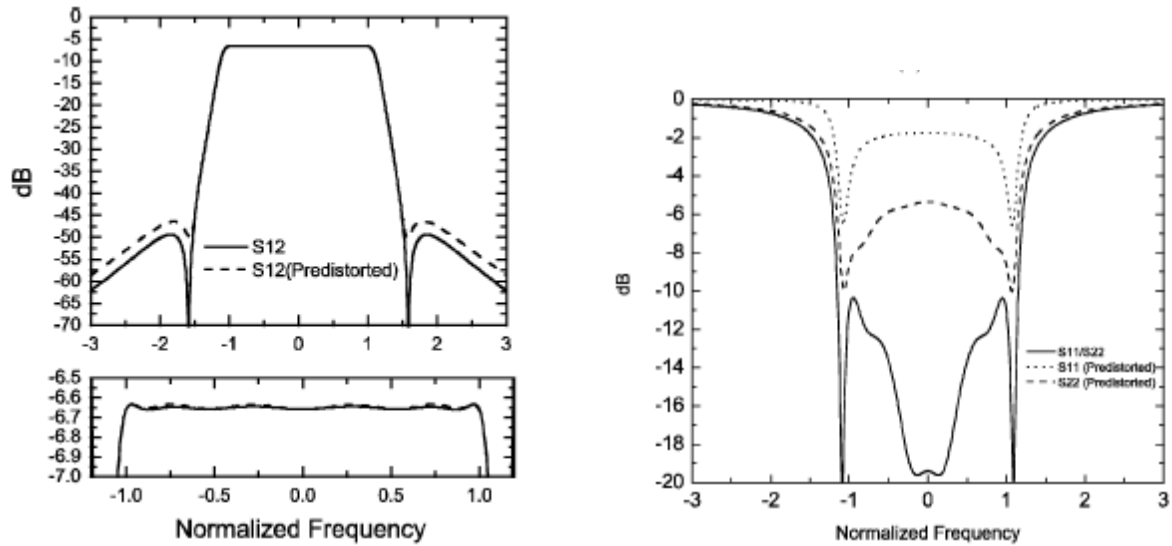 0
-5
-10
-15
-20
-25
-30
-35
-40
-45
-50
-55
-60
-65
-70
dB
S12
S12(Predistorted)
-3 -2 -1 0 1 2 3
-6.5
-6.6
-6.7
-6.8
-6.9
-7.0
-1.0 -0.5 0.0 0.5 1.0
Normalized Frequency
0
-2
-4
-6
-8
-10
-12
-14
-16
-18
-20
dB
S11/S22
S11 (Predistorted)
S22 (Predistorted)
-3 -2 -1 0 1 2 3
Normalized Frequency